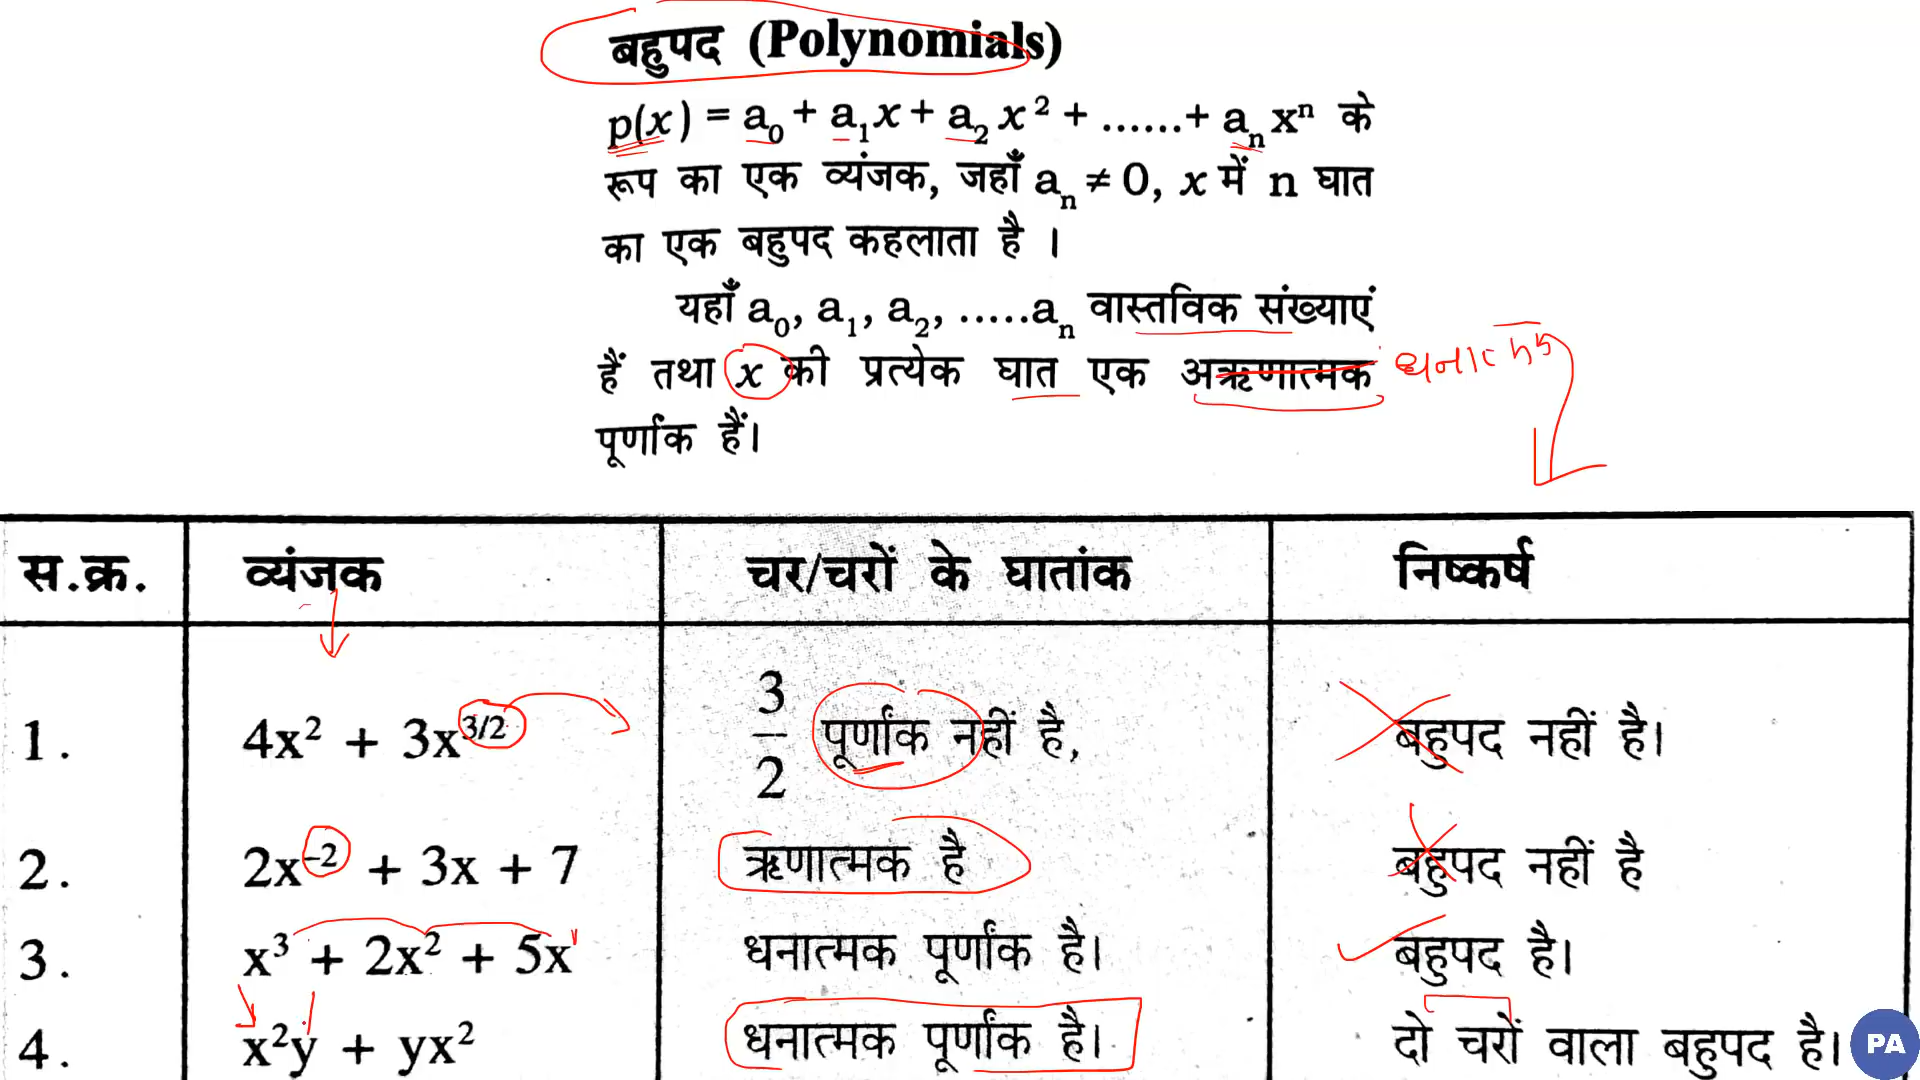 बहुपद (Polynomials)
p(x) = a₀ + a₁x + a₂x² + ......+ aₙxⁿ के
रूप का एक व्यंजक, जहाँ aₙ ≠ 0, x में n घात
का एक बहुपद कहलाता है ।
यहाँ a₀, a₁, a₂, .....aₙ वास्तविक संख्याएं
हैं तथा x की प्रत्येक घात एक अऋणात्मक धनात्मक
पूर्णांक हैं।
स.क्र. व्यंजक चर/चरों के घातांक निष्कर्ष
1. 4x² + 3x^3/2 3/2 पूर्णांक नहीं है, बहुपद नहीं है।
2. 2x⁻² + 3x + 7 ऋणात्मक है बहुपद नहीं है
3. x³ + 2x² + 5x धनात्मक पूर्णांक है। बहुपद है।
4. x²y + yx² धनात्मक पूर्णांक है। दो चरों वाला बहुपद है।
PA